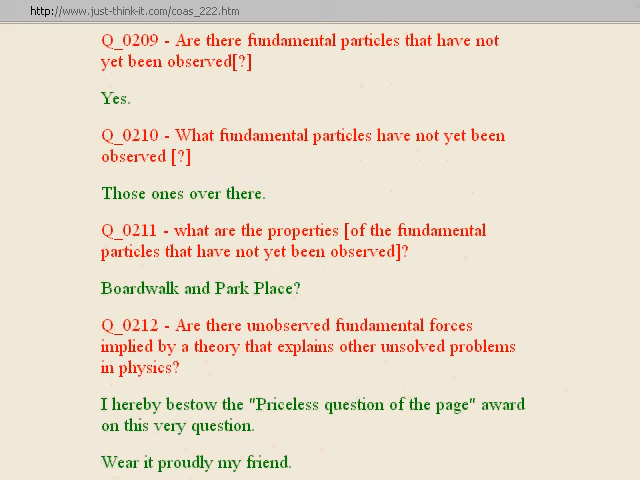 http://www.just-think-it.com/coas_222.htm
Q_0209 - Are there fundamental particles that have not
yet been observed[?]
Yes.
Q_0210 - What fundamental particles have not yet been
observed [?]
Those ones over there.
Q_0211 - what are the properties [of the fundamental
particles that have not yet been observed]?
Boardwalk and Park Place?
Q_0212 - Are there unobserved fundamental forces
implied by a theory that explains other unsolved problems
in physics?
I hereby bestow the "Priceless question of the page" award
on this very question.
Wear it proudly my friend.